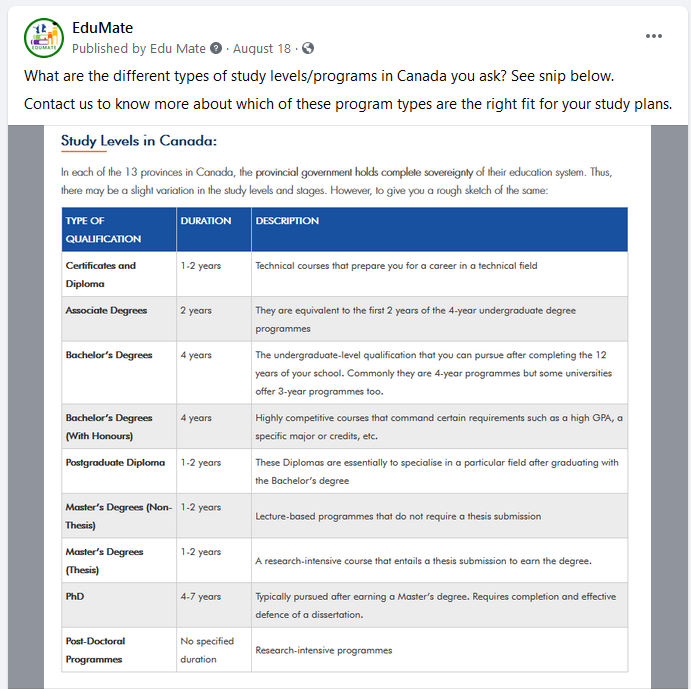 EduMate
Published by Edu Mate · August 18 ·
What are the different types of study levels/programs in Canada you ask? See snip below.
Contact us to know more about which of these program types are the right fit for your study plans.
Study Levels in Canada:
In each of the 13 provinces in Canada, the provincial government holds complete sovereignty of their education system. Thus,
there may be a slight variation in the study levels and stages. However, to give you a rough sketch of the same:
TYPE OF
QUALIFICATION
DURATION
DESCRIPTION
Certificates and
Diploma
1-2 years
Technical courses that prepare you for a career in a technical field
Associate Degrees
2 years
They are equivalent to the first 2 years of the 4-year undergraduate degree
programmes
Bachelor's Degrees
4 years
The undergraduate-level qualification that you can pursue after completing the 12
years of your school. Commonly they are 4-year programmes but some universities
offer 3-year programmes too.
Bachelor's Degrees
(With Honours)
4 years
Highly competitive courses that command certain requirements such as a high GPA, a
specific major or credits, etc.
Postgraduate Diploma
1-2 years
These Diplomas are essentially to specialise in a particular field after graduating with
the Bachelor's degree
Master's Degrees (Non-
Thesis)
1-2 years
Lecture-based programmes that do not require a thesis submission
Master's Degrees
(Thesis)
1-2 years
A research-intensive course that entails a thesis submission to earn the degree.
PhD
4-7 years
Typically pursued after earning a Master's degree. Requires completion and effective
defence of a dissertation.
Post-Doctoral
Programmes
No specified
duration
Research-intensive programmes